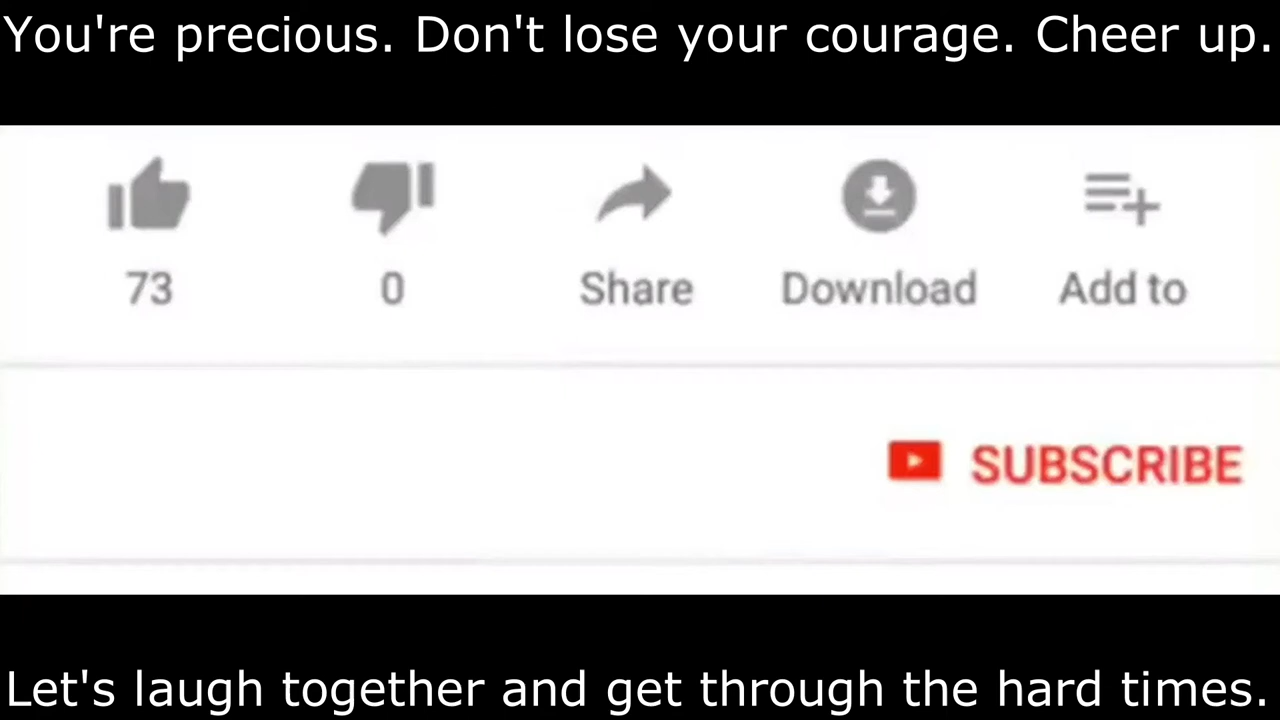 You're precious. Don't lose your courage. Cheer up.
73 0 Share Download Add to
SUBSCRIBE
Let's laugh together and get through the hard times.